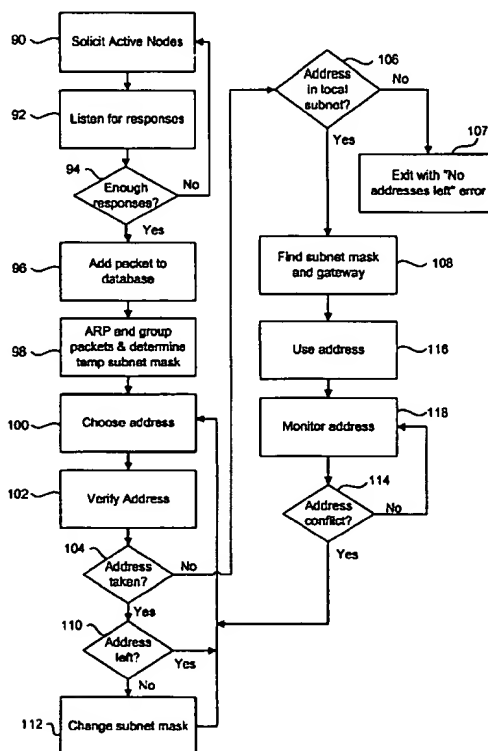 90
Solicit Active Nodes
92
Listen for responses
94
Enough
responses?
No
Yes
96
Add packet to
database
98
ARP and group
packets & determine
temp subnet mask
100
Choose address
102
Verify Address
104
Address
taken?
No
Yes
110
Address
left?
Yes
No
112
Change subnet mask
106
Address
in local
subnet?
No
Yes
107
Exit with "No
addresses left" error
Find subnet mask
and gateway
108
Use address
116
Monitor address
118
114
Address
conflict?
No
Yes